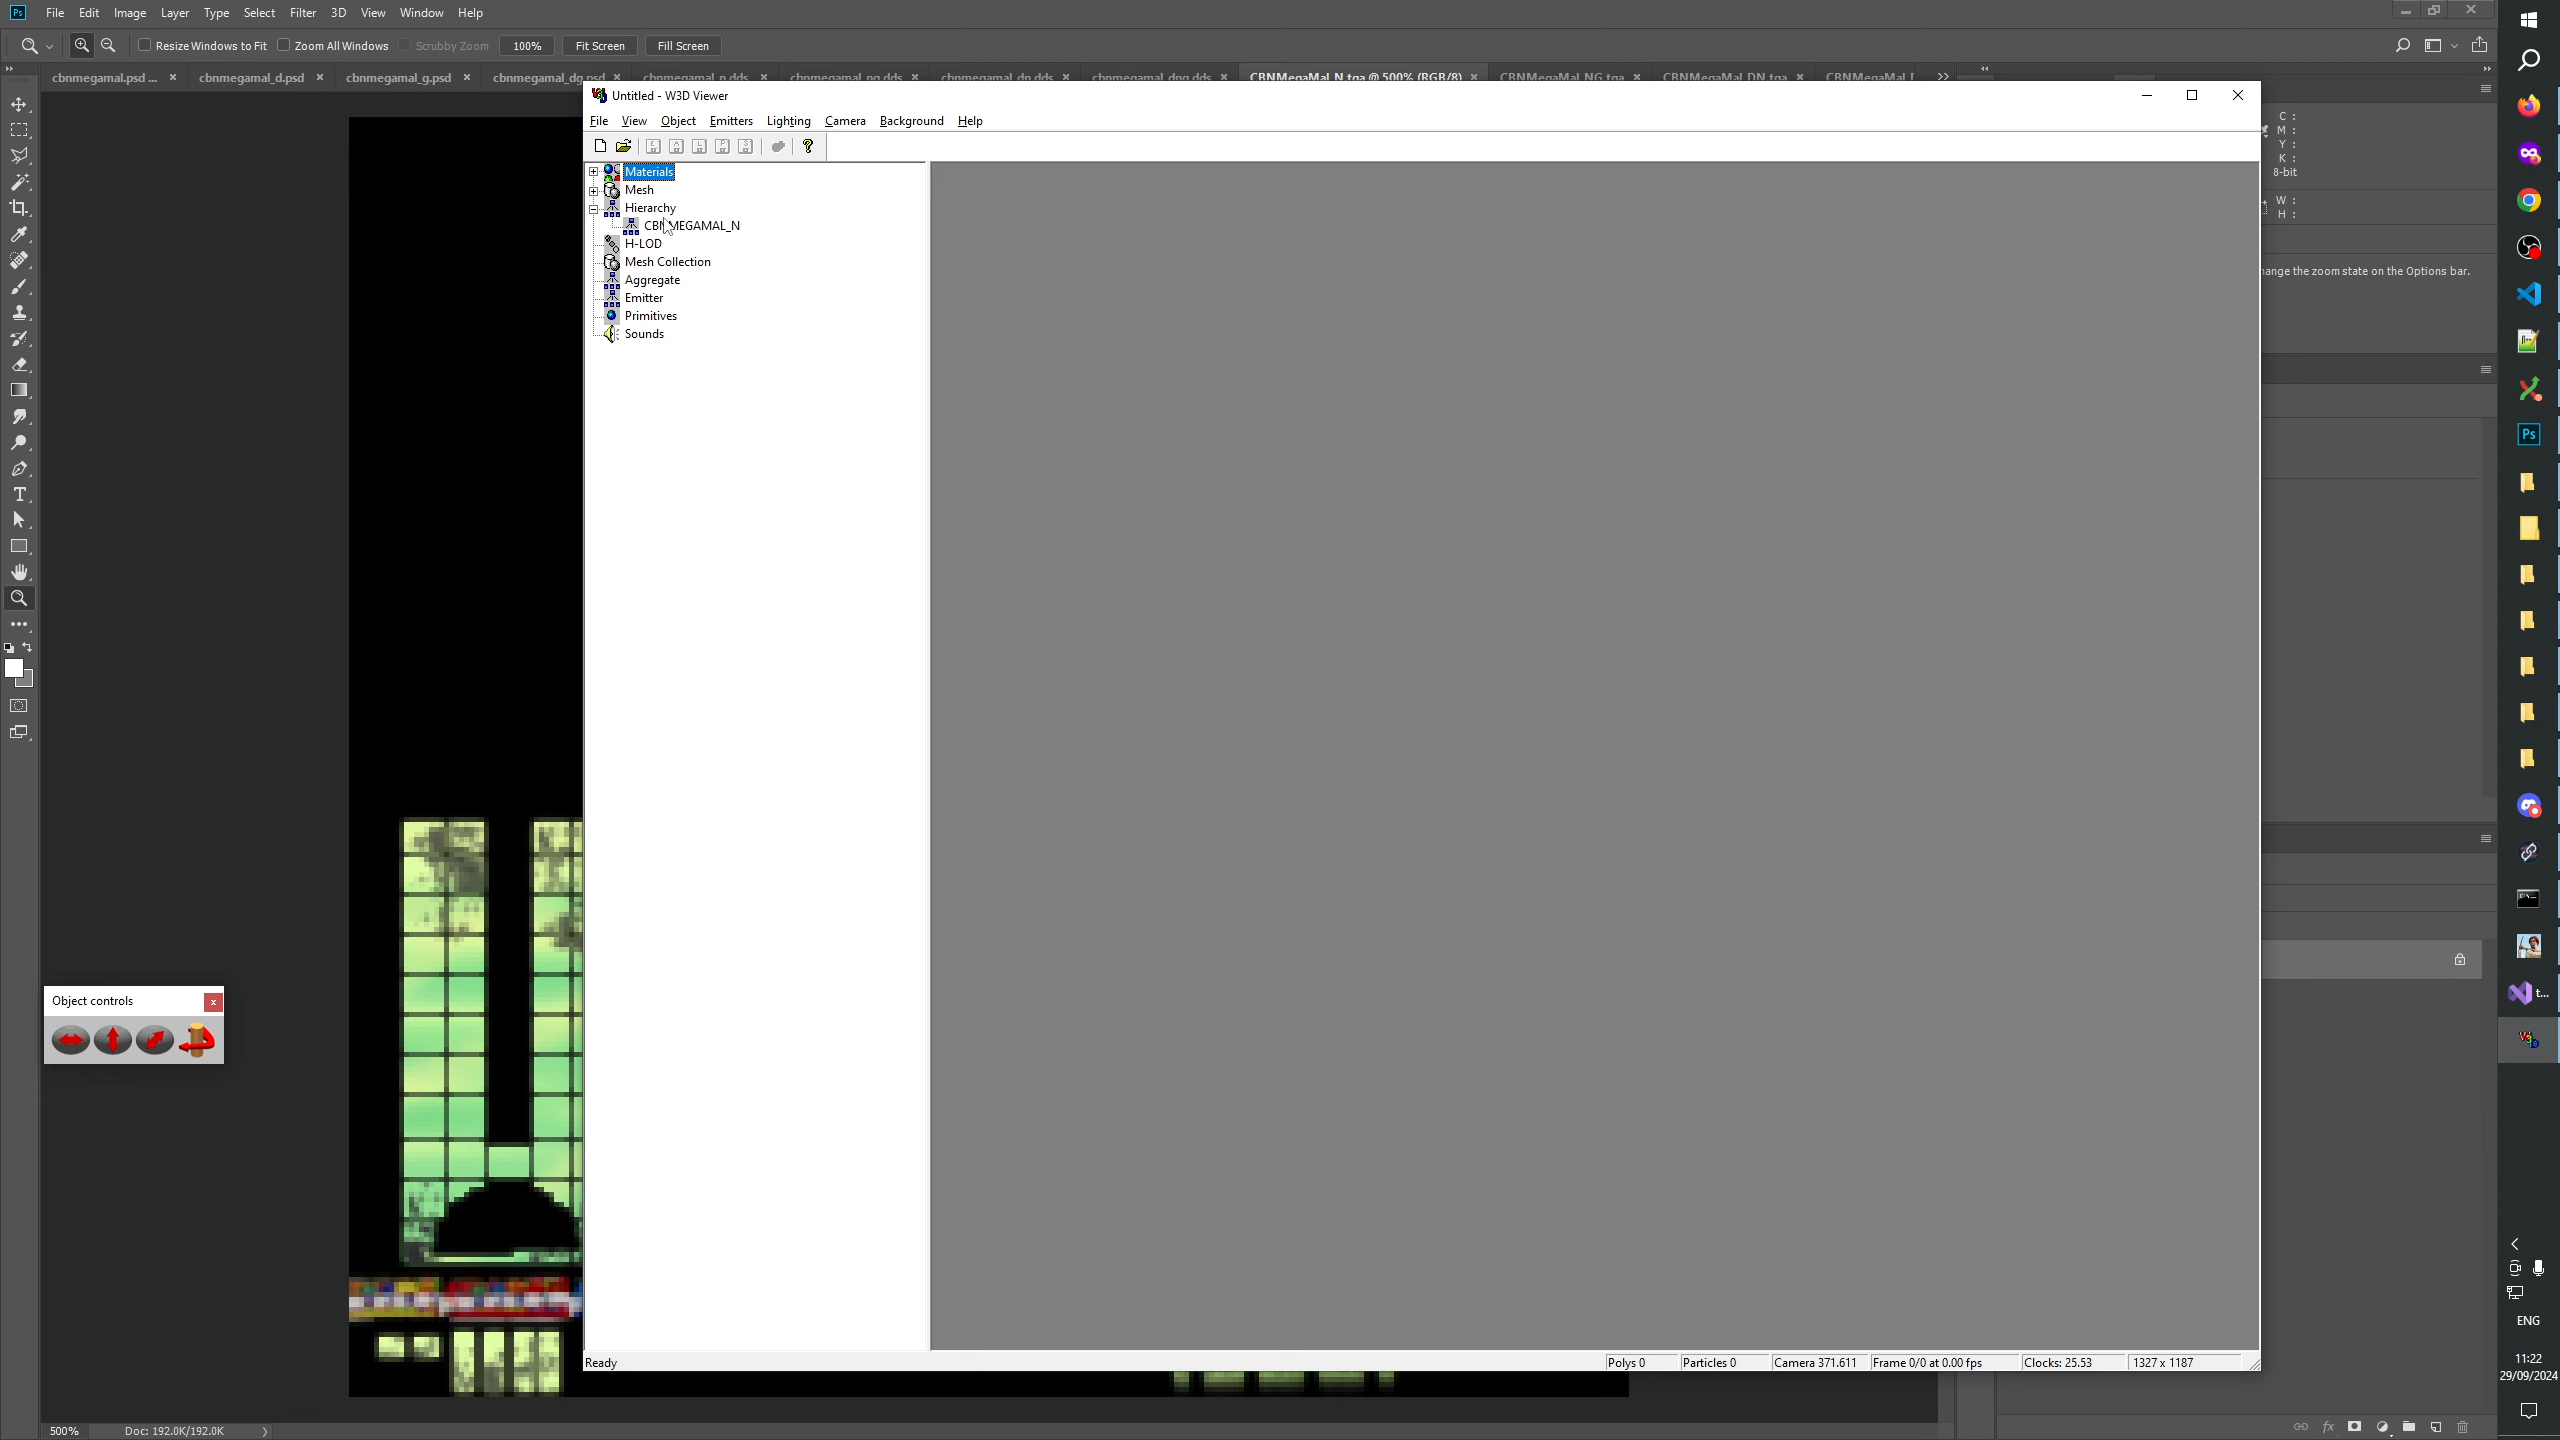 Ps File Edit Image Layer Type Select Filter 3D View Window Help
Resize Windows to Fit Zoom All Windows Scrubby Zoom 100% Fit Screen Fill Screen
cbnmegamal.psd ... × cbnmegamal_d.psd × cbnmegamal_g.psd × cbnmegamal_dg.psd × cbnmegamal_n.dds × cbnmegamal_ng.dds × cbnmegamal_dn.dds × cbnmegamal_dng.dds × CBNMegaMal_N.tga @ 500% (RGB/8) × CBNMegaMal_NG.tga × CBNMegaMal_DN.tga × CBNMegaMal_
Untitled - W3D Viewer
File View Object Emitters Lighting Camera Background Help
Materials
Mesh
Hierarchy
CBNMEGAMAL_N
H-LOD
Mesh Collection
Aggregate
Emitter
Primitives
Sounds
C :
M :
Y :
K :
8-bit
W :
H :
hange the zoom state on the Options bar.
Object controls
Ready Polys 0 Particles 0 Camera 371.611 Frame 0/0 at 0.00 fps Clocks: 25.53 1327 x 1187
500% Doc: 192.0K/192.0K
Ps
t...
ENG
11:22
29/09/2024